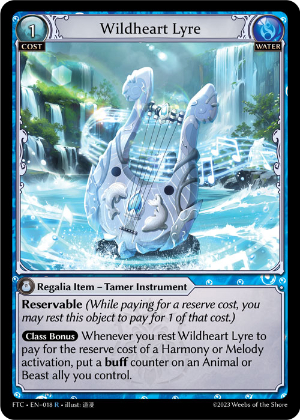 Wildheart Lyre
1
COST
WATER
Regalia Item – Tamer Instrument
Reservable (While paying for a reserve cost, you
may rest this object to pay for 1 of that cost.)
Class Bonus Whenever you rest Wildheart Lyre to
pay for the reserve cost of a Harmony or Melody
activation, put a buff counter on an Animal or
Beast ally you control.
FTC · EN-018 R · illust: 
©2023 Weebs of the Shore